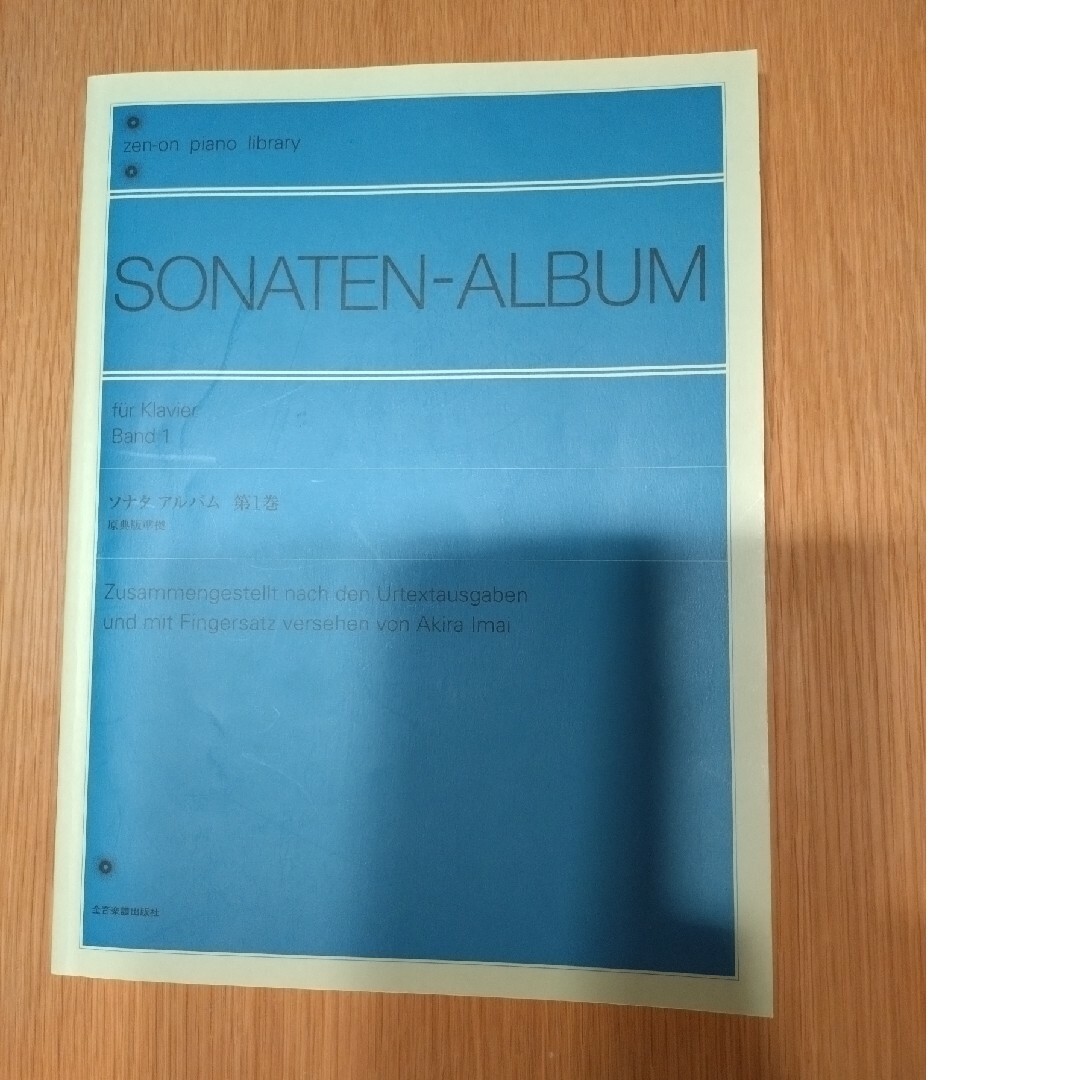 zen-on piano library
SONATEN-ALBUM
für Klavier
Band 1
ソナタ アルバム 第1巻
原典版準拠
Zusammengestellt nach den Urtextausgaben
und mit Fingersatz versehen von Akira Imai
全音楽譜出版社